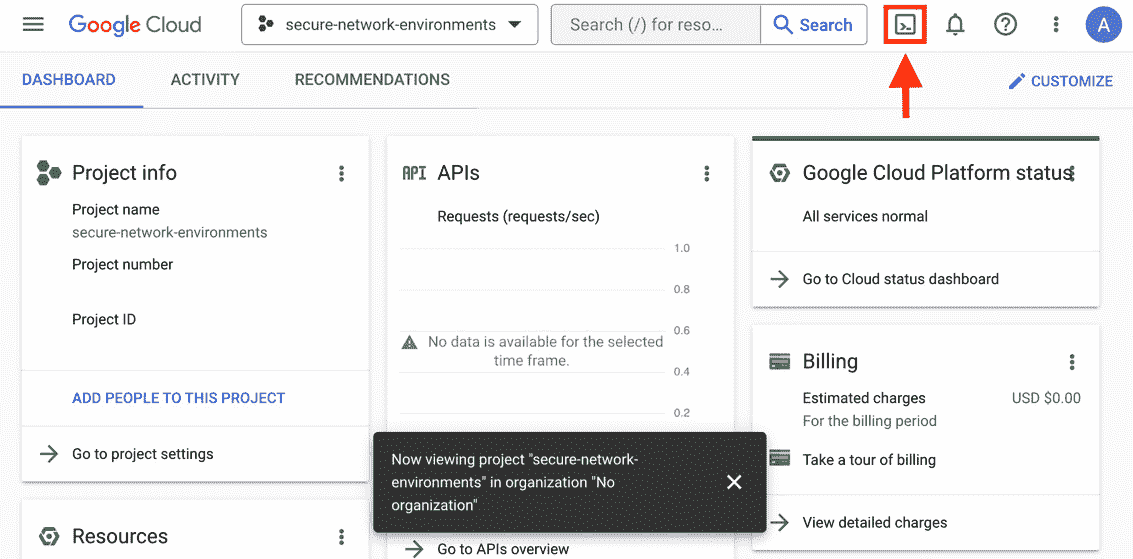 Google Cloud
secure-network-environments
Search (/) for reso...
Search
A
DASHBOARD
ACTIVITY
RECOMMENDATIONS
CUSTOMIZE
Project info
Project name
secure-network-environments
Project number
Project ID
ADD PEOPLE TO THIS PROJECT
Go to project settings
Resources
API APIs
Requests (requests/sec)
1.0
0.8
0.6
No data is available for the selected
time frame.
0.4
0.2
Now viewing project "secure-network-
environments" in organization "No
organization"
Go to APIs overview
Google Cloud Platform status
All services normal
Go to Cloud status dashboard
Billing
Estimated charges
USD $0.00
For the billing period
Take a tour of billing
View detailed charges